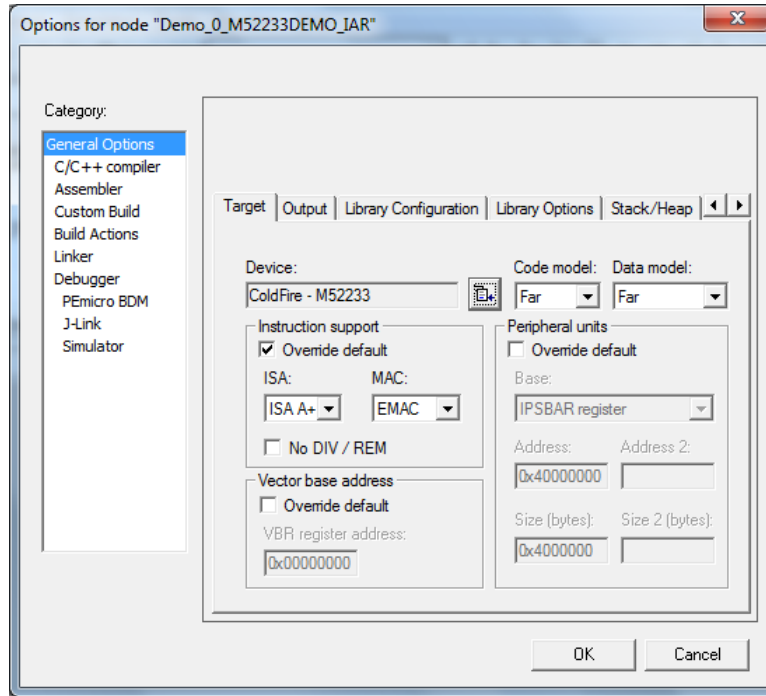 Options for node "Demo_0_M52233DEMO_IAR"
Category:
General Options
C/C++ compiler
Assembler
Custom Build
Build Actions
Linker
Debugger
PEmicro BDM
J-Link
Simulator
Target Output Library Configuration Library Options Stack/Heap
Device: Code model: Data model:
ColdFire - M52233 Far Far
Instruction support
Override default
ISA: MAC:
ISA A+ EMAC
No DIV / REM
Vector base address
Override default
VBR register address:
0x00000000
Peripheral units
Override default
Base:
IPSBAR register
Address: Address 2:
0x40000000
Size (bytes): Size 2 (bytes):
0x4000000
OK Cancel